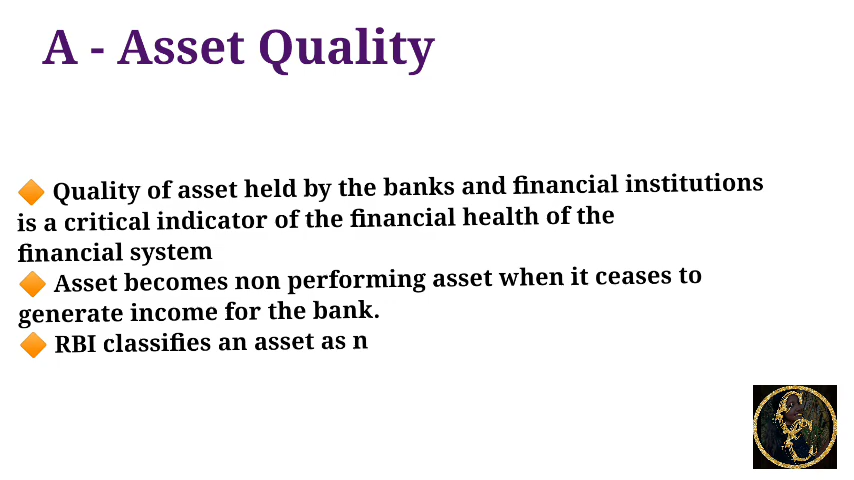 A - Asset Quality
🔶 Quality of asset held by the banks and financial institutions
is a critical indicator of the financial health of the
financial system
🔶 Asset becomes non performing asset when it ceases to
generate income for the bank.
🔶 RBI classifies an asset as n